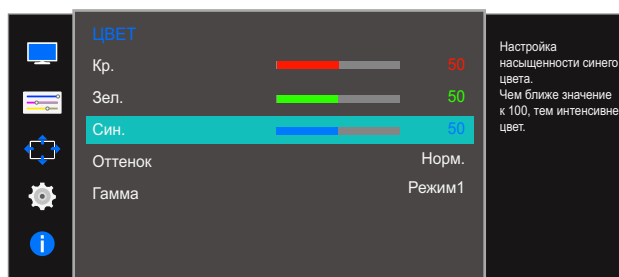 ЦВЕТ
Кр. 50
Зел. 50
Син. 50
Оттенок Норм.
Гамма Режим1
Настройка
насыщенности синего
цвета.
Чем ближе значение
к 100, тем интенсивне
цвет.